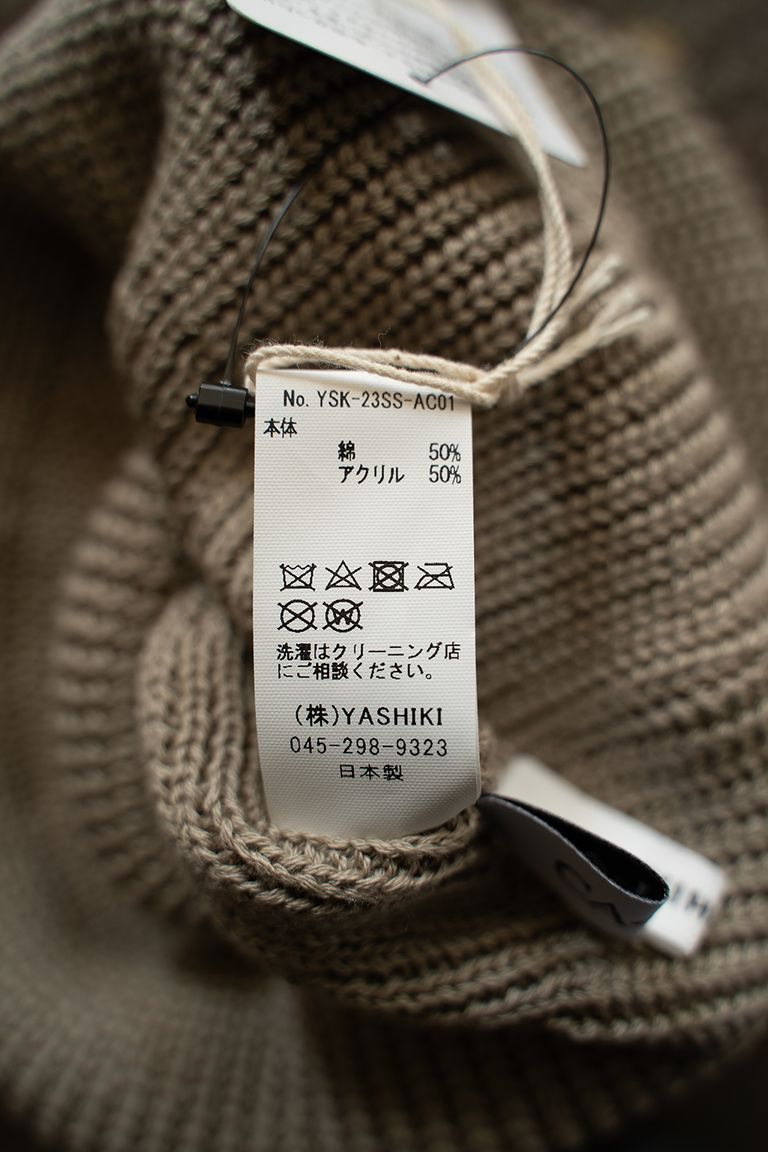 No. YSK-23SS-AC01
本体
綿 50%
アクリル 50%
W
洗濯はクリーニング店
にご相談ください。
(株)YASHIKI
045-298-9323
日本製
CA